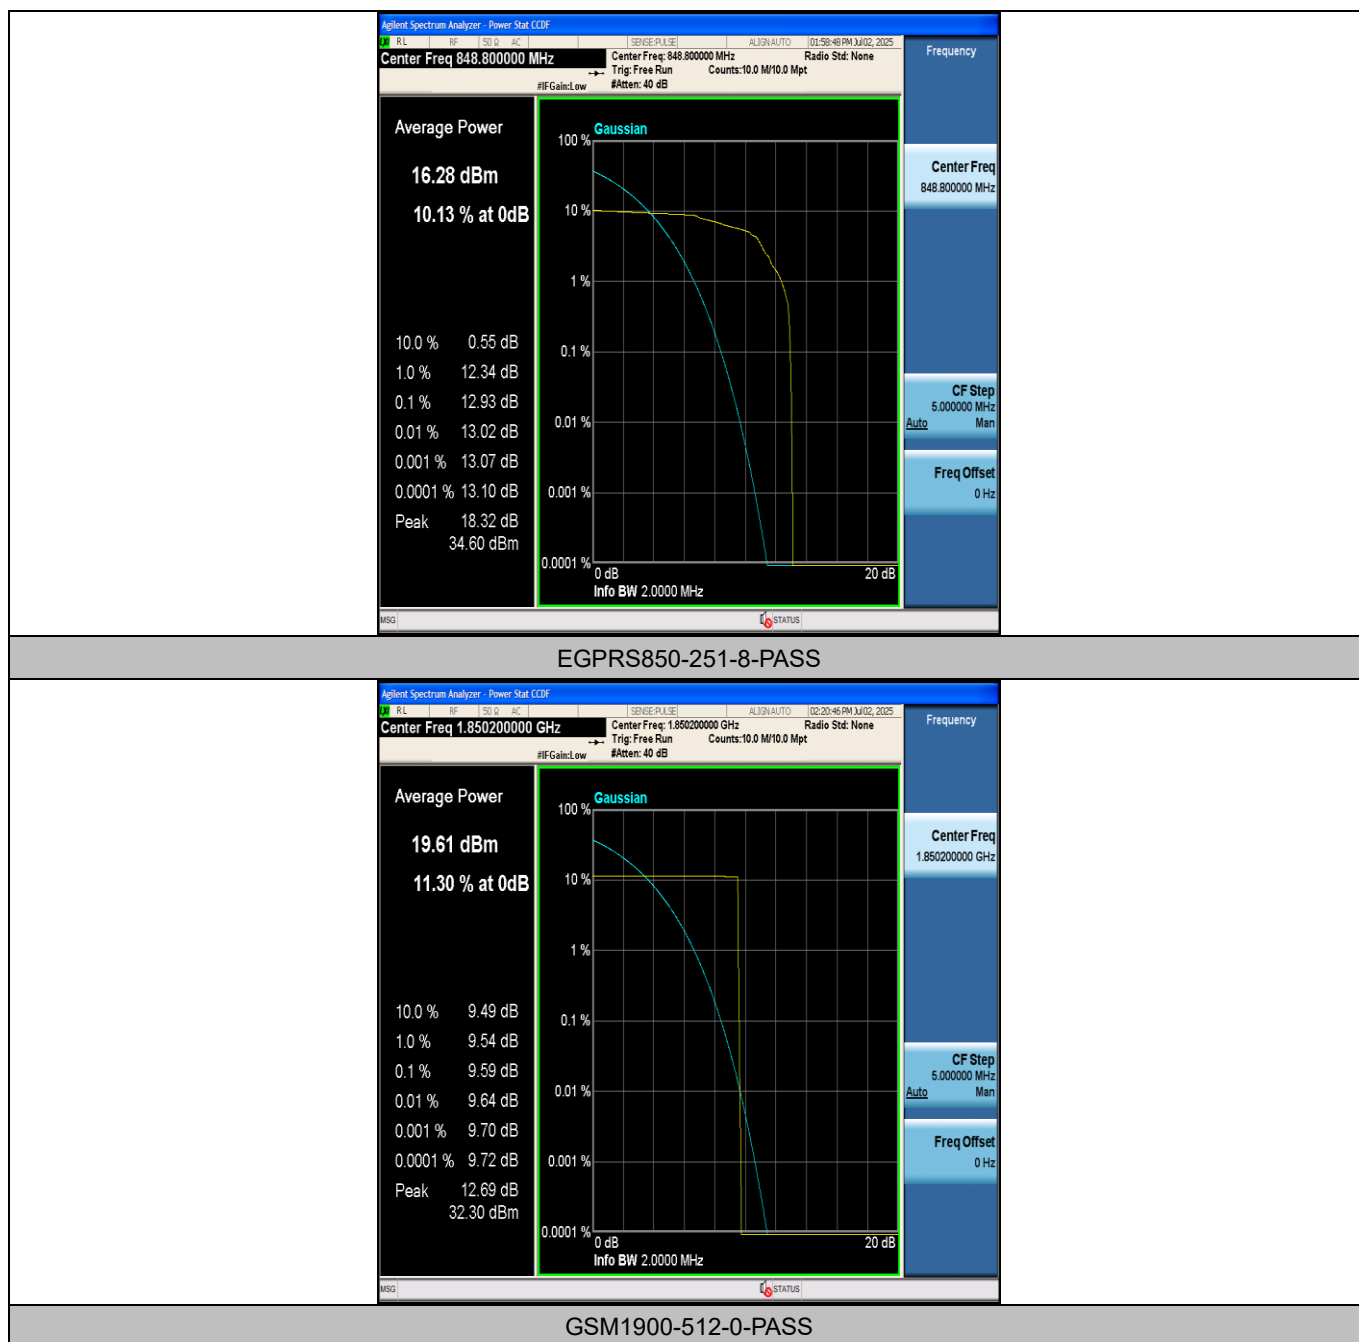 Agilent Spectrum Analyzer - Power Stat CCDF
RL RF 50 Ω AC SENSE:PULSE ALIGN AUTO 01:58:48 PM Jul 02, 2025
Center Freq 848.800000 MHz
Center Freq: 848.800000 MHz Radio Std: None
Trig: Free Run Counts:10.0 M/10.0 Mpt
#IFGain:Low #Atten: 40 dB
Frequency
Average Power
16.28 dBm
10.13 % at 0dB
10.0 % 0.55 dB
1.0 % 12.34 dB
0.1 % 12.93 dB
0.01 % 13.02 dB
0.001 % 13.07 dB
0.0001 % 13.10 dB
Peak 18.32 dB
34.60 dBm
Gaussian
100 %
10 %
1 %
0.1 %
0.01 %
0.001 %
0.0001 %
0 dB 20 dB
Info BW 2.0000 MHz
Center Freq
848.800000 MHz
CF Step
5.000000 MHz
Auto Man
Freq Offset
0 Hz
MSG STATUS
EGPRS850-251-8-PASS
Agilent Spectrum Analyzer - Power Stat CCDF
RL RF 50 Ω AC SENSE:PULSE ALIGN AUTO 02:20:46 PM Jul 02, 2025
Center Freq 1.850200000 GHz
Center Freq: 1.850200000 GHz Radio Std: None
Trig: Free Run Counts:10.0 M/10.0 Mpt
#IFGain:Low #Atten: 40 dB
Frequency
Average Power
19.61 dBm
11.30 % at 0dB
10.0 % 9.49 dB
1.0 % 9.54 dB
0.1 % 9.59 dB
0.01 % 9.64 dB
0.001 % 9.70 dB
0.0001 % 9.72 dB
Peak 12.69 dB
32.30 dBm
Gaussian
100 %
10 %
1 %
0.1 %
0.01 %
0.001 %
0.0001 %
0 dB 20 dB
Info BW 2.0000 MHz
Center Freq
1.850200000 GHz
CF Step
5.000000 MHz
Auto Man
Freq Offset
0 Hz
MSG STATUS
GSM1900-512-0-PASS